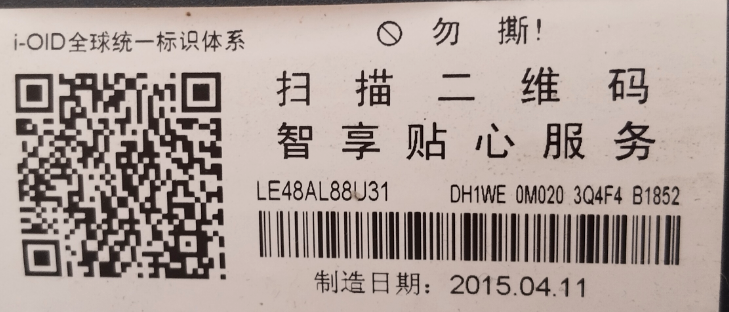 i-OID全球统一标识体系
勿 撕!
扫描二维码
智享贴心服务
LE48AL88U31 DH1WE 0M020 3Q4F4 B1852
制造日期: 2015.04.11